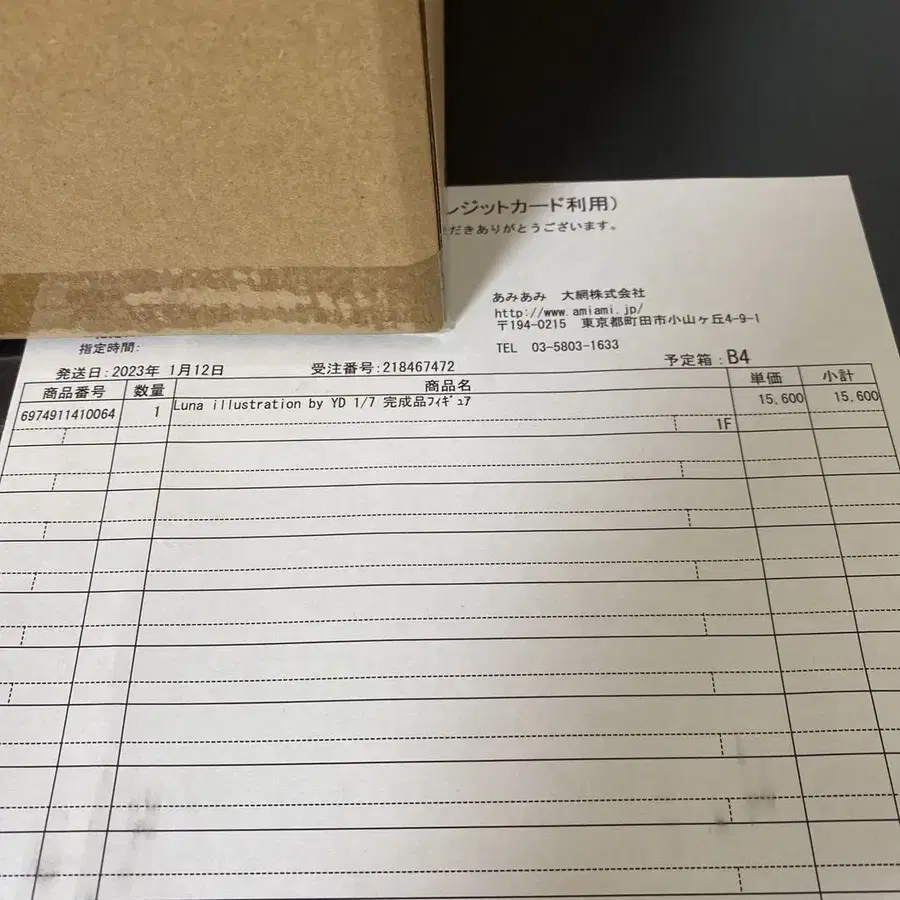 レジットカード利用)
だきありがとうございます。
あみあみ 大網株式会社
http://www.amiami.jp/
〒194-0215 東京都町田市小山ヶ丘4-9-1
TEL 03-5803-1633
指定時間:
発送日:2023年 1月12日 受注番号:218467472 予定箱:B4
商品番号 数量 商品名 単価 小計
6974911410064 1 Luna illustration by YD 1/7 完成品ﾌｨｷﾞｭｱ 15,600 15,600
1F